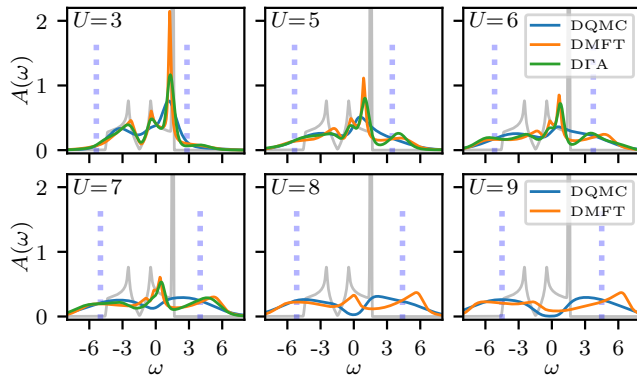 U=3
U=5
U=6
DQMC
DMFT
DΓA
2
1
0
A(ω)
U=7
U=8
U=9
DQMC
DMFT
2
1
0
A(ω)
-6 -3 0 3 6
-6 -3 0 3 6
-6 -3 0 3 6
ω
ω
ω